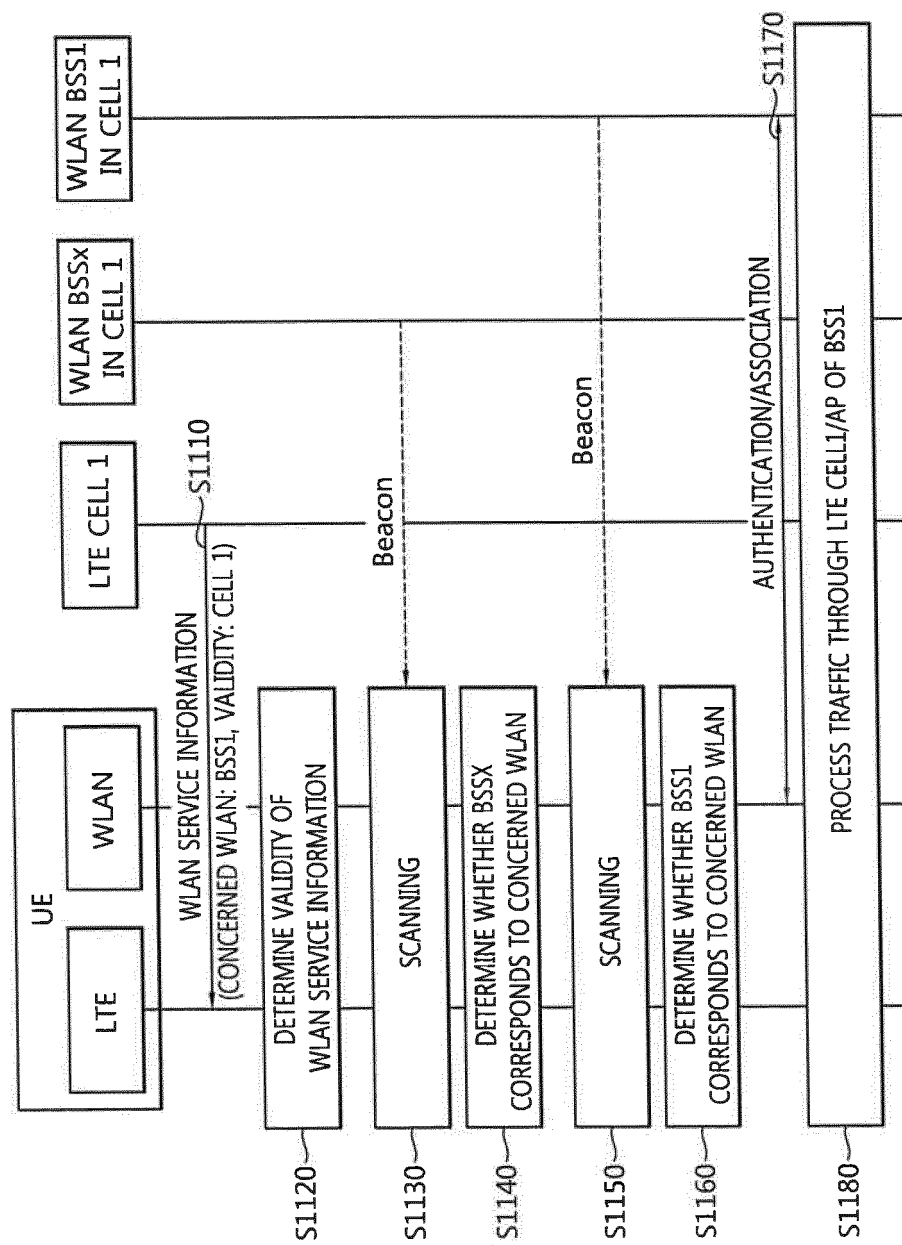 UE
LTE
WLAN
LTE CELL 1
WLAN BSSx
IN CELL 1
WLAN BSS1
IN CELL 1
WLAN SERVICE INFORMATION
(CONCERNED WLAN: BSS1, VALIDITY: CELL 1)
S1110
S1120
DETERMINE VALIDITY OF
WLAN SERVICE INFORMATION
Beacon
S1130
SCANNING
S1140
DETERMINE WHETHER BSSX
CORRESPONDS TO CONCERNED WLAN
Beacon
S1150
SCANNING
S1160
DETERMINE WHETHER BSS1
CORRESPONDS TO CONCERNED WLAN
AUTHENTICATION/ASSOCIATION
S1170
S1180
PROCESS TRAFFIC THROUGH LTE CELL1/AP OF BSS1